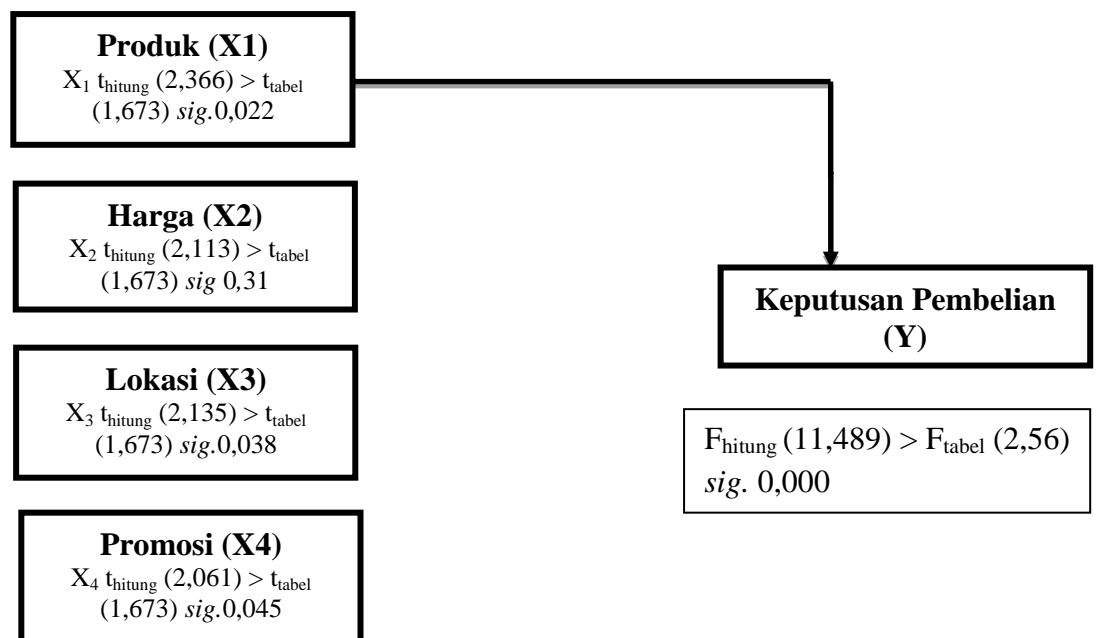 Produk (X1)
X1 thitung (2,366) > ttabel
(1,673) sig.0,022
Harga (X2)
X2 thitung (2,113) > ttabel
(1,673) sig 0,31
Lokasi (X3)
X3 thitung (2,135) > ttabel
(1,673) sig.0,038
Promosi (X4)
X4 thitung (2,061) > ttabel
(1,673) sig.0,045
Keputusan Pembelian
(Y)
Fhitung (11,489) > Ftabel (2,56)
sig. 0,000